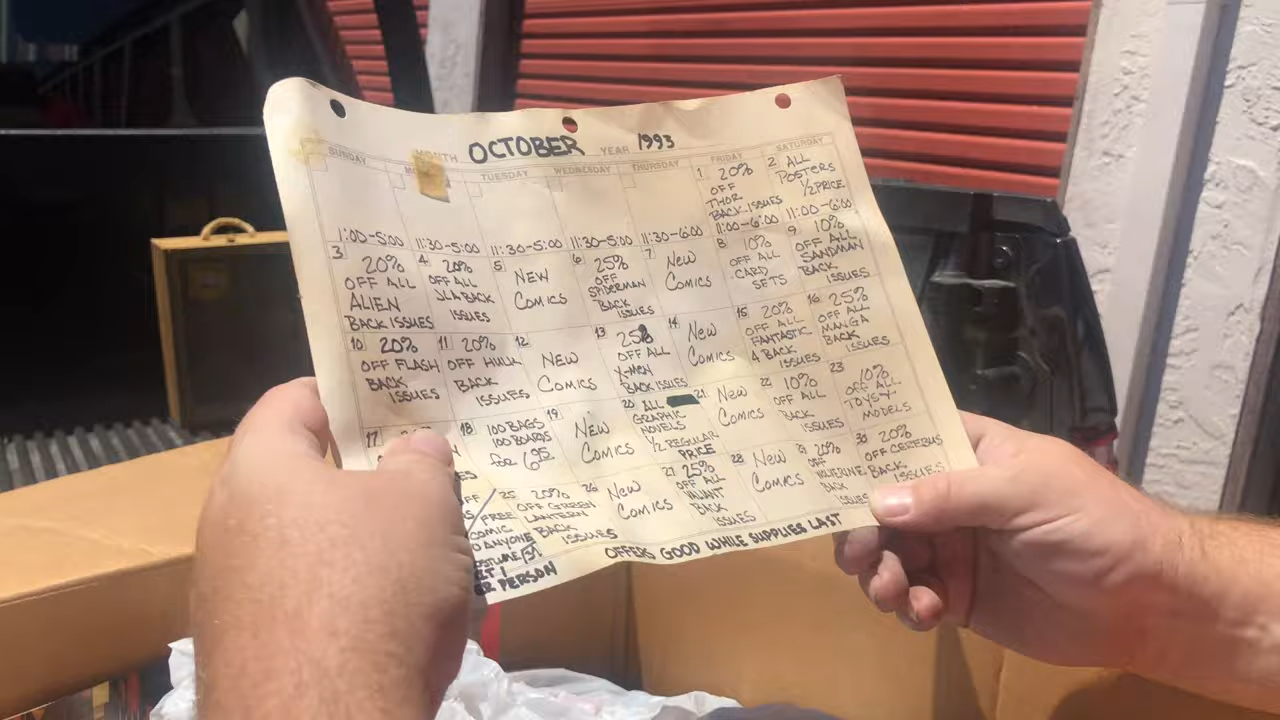 MONTH OCTOBER YEAR 1993
SUNDAY TUESDAY WEDNESDAY THURSDAY FRIDAY SATURDAY
1:00-5:00
11:30-5:00
11:30-5:00
11:30-5:00
11:30-6:00
1 20%
OFF
THOR
BACK ISSUES
11:00-6:00
2 ALL
POSTERS
1/2 PRICE
11:00-6:00
3 20%
OFF ALL
ALIEN
BACK ISSUES
4 20%
OFF ALL
JLA BACK
ISSUES
5 NEW
COMICS
6 25%
OFF
SPIDERMAN
BACK
ISSUES
7 NEW
COMICS
8 10%
OFF ALL
CARD
SETS
9 10%
OFF ALL
SANDMAN
BACK
ISSUES
10 20%
OFF FLASH
BACK
ISSUES
11 20%
OFF HULK
BACK
ISSUES
12 NEW
COMICS
13 25%
OFF ALL
X-MEN
BACK ISSUES
14 NEW
COMICS
15 20%
OFF ALL
FANTASTIC
4 BACK
ISSUES
16 25%
OFF ALL
MANGA
BACK
ISSUES
17
18 100 BAGS
100 BOARDS
for 6.95
19 NEW
COMICS
20 ALL
GRAPHIC
NOVELS
1/2 REGULAR
PRICE
21 NEW
COMICS
22 10%
OFF ALL
BACK
ISSUES
23 10%
OFF ALL
TOYS &
MODELS
FREE
COMIC
ANYONE
PERSON
25 20%
OFF GREEN
LANTERN
BACK
ISSUES
26 NEW
COMICS
27 25%
OFF ALL
VALIANT
BACK
ISSUES
28 NEW
COMICS
29 20%
OFF
WOLVERINE
BACK
ISSUES
30 20%
OFF CEREBUS
BACK
ISSUES
OFFERS GOOD WHILE SUPPLIES LAST